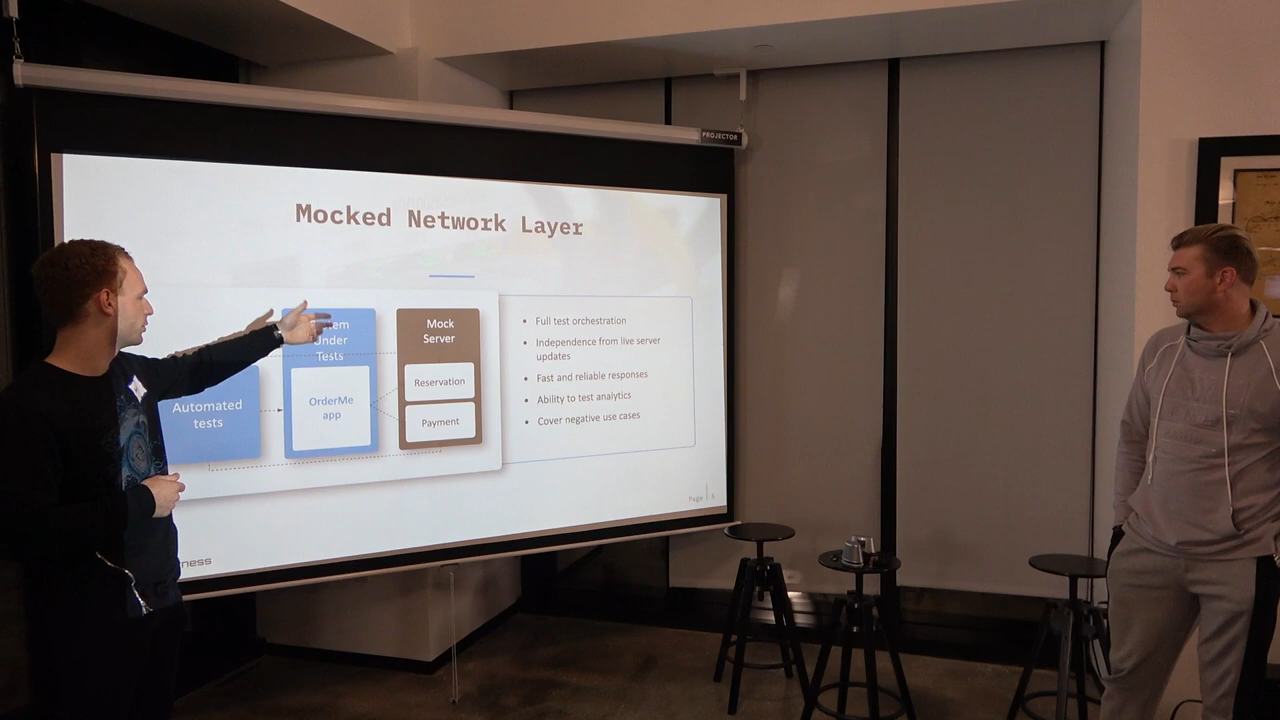 PROJECTOR
Mocked Network Layer
Under
Tests
OrderMe
app
Automated
tests
Mock
Server
Reservation
Payment
• Full test orchestration
• Independence from live server
updates
• Fast and reliable responses
• Ability to test analytics
• Cover negative use cases
Page